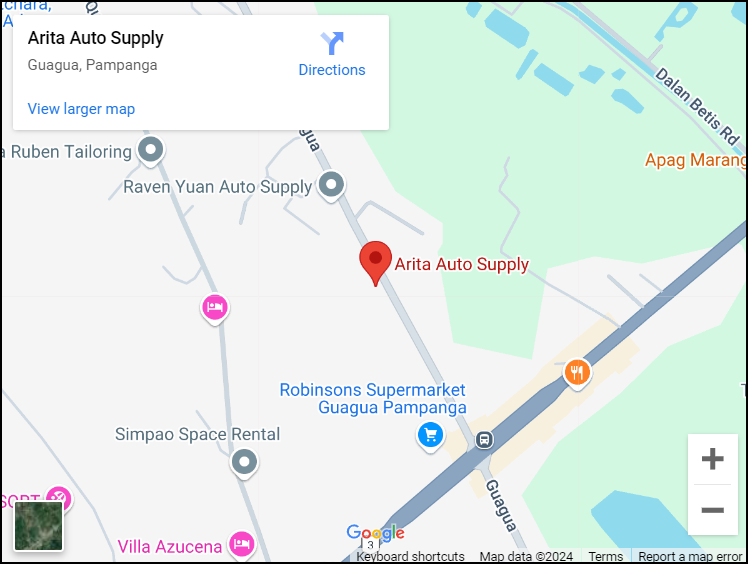 Arita Auto Supply
Guagua, Pampanga
Directions
View larger map
Dalan Betis Rd
a Ruben Tailoring
Apag Marang
Raven Yuan Auto Supply
Arita Auto Supply
Robinsons Supermarket
Guagua Pampanga
Simpao Space Rental
Guagua
Villa Azucena
Google
3
Keyboard shortcuts
Map data ©2024
Terms
Report a map error